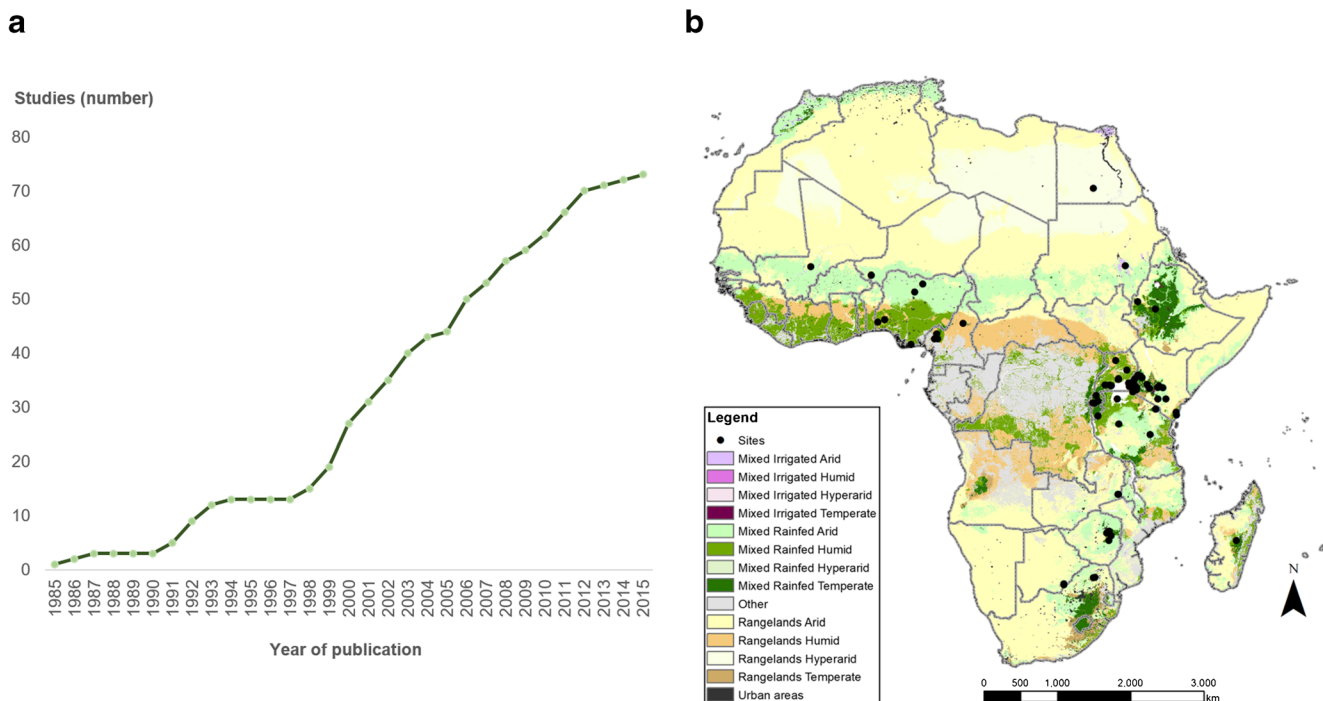 a
Studies (number)
80
70
60
50
40
30
20
10
0
1985
1986
1987
1988
1989
1990
1991
1992
1993
1994
1995
1996
1997
1998
1999
2000
2001
2002
2003
2004
2005
2006
2007
2008
2009
2010
2011
2012
2013
2014
2015
Year of publication
b
Legend
Sites
Mixed Irrigated Arid
Mixed Irrigated Humid
Mixed Irrigated Hyperarid
Mixed Irrigated Temperate
Mixed Rainfed Arid
Mixed Rainfed Humid
Mixed Rainfed Hyperarid
Mixed Rainfed Temperate
Other
Rangelands Arid
Rangelands Humid
Rangelands Hyperarid
Rangelands Temperate
Urban areas
N
0 500 1.000 2.000 3.000
km